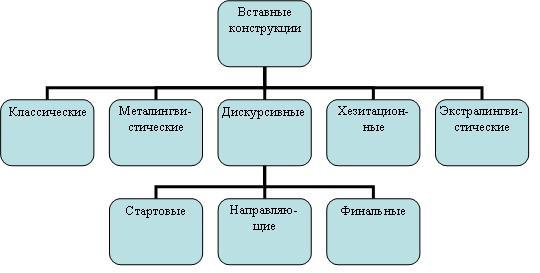 Вставные
конструкции
Классические
Металингви-
стические
Дискурсивные
Хезитацион-
ные
Экстралингви-
стические
Стартовые
Направляю-
щие
Финальные